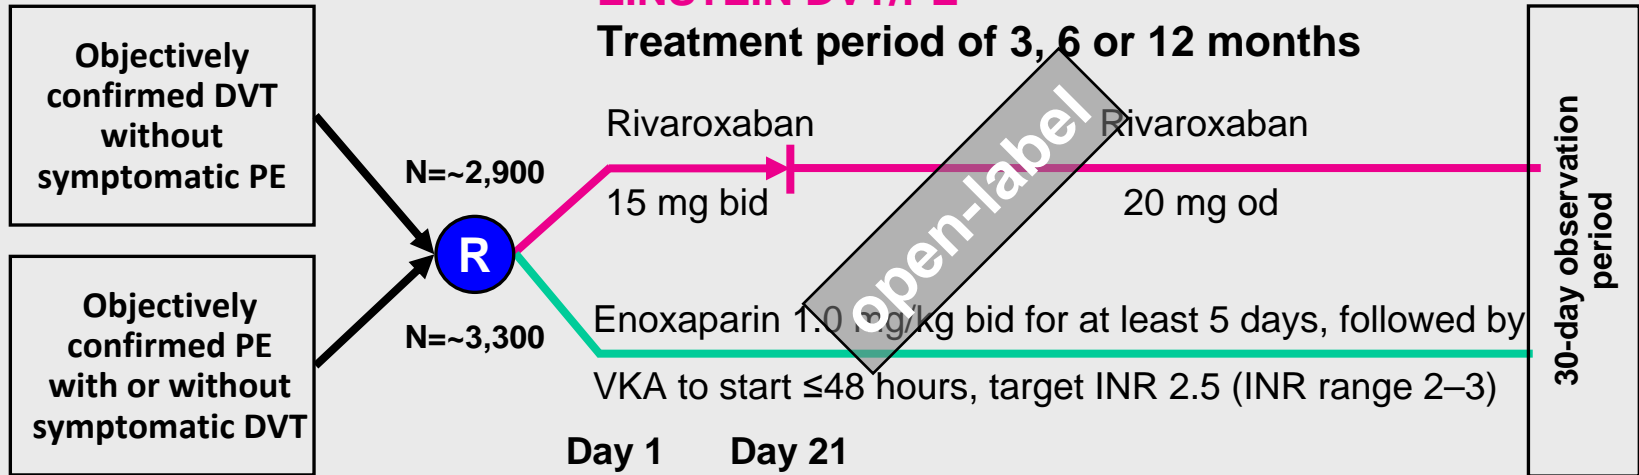 EINSTEIN DVT/PE
Treatment period of 3, 6 or 12 months
Objectively
confirmed DVT
without
symptomatic PE
Objectively
confirmed PE
with or without
symptomatic DVT
N=~2,900
R
N=~3,300
Rivaroxaban
15 mg bid
Rivaroxaban
20 mg od
open-label
Enoxaparin 1.0 mg/kg bid for at least 5 days, followed by
VKA to start ≤48 hours, target INR 2.5 (INR range 2–3)
Day 1
Day 21
30-day observation
period